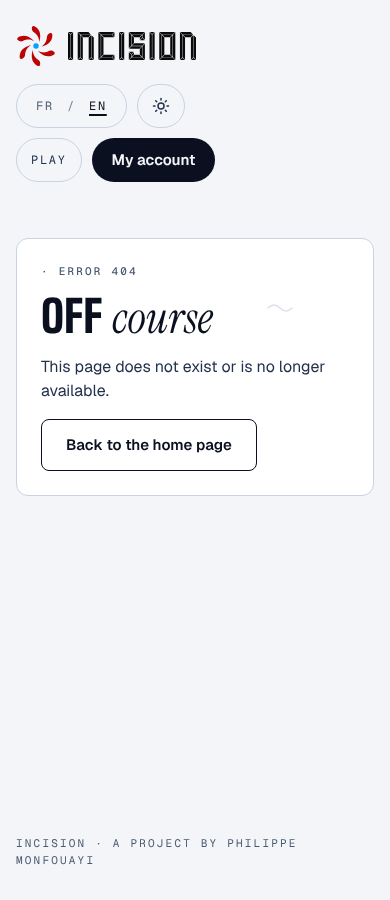 INCISION
FR / EN
PLAY
My account
· ERROR 404
OFF course
This page does not exist or is no longer
available.
Back to the home page
INCISION · A PROJECT BY PHILIPPE
MONFOUAYI